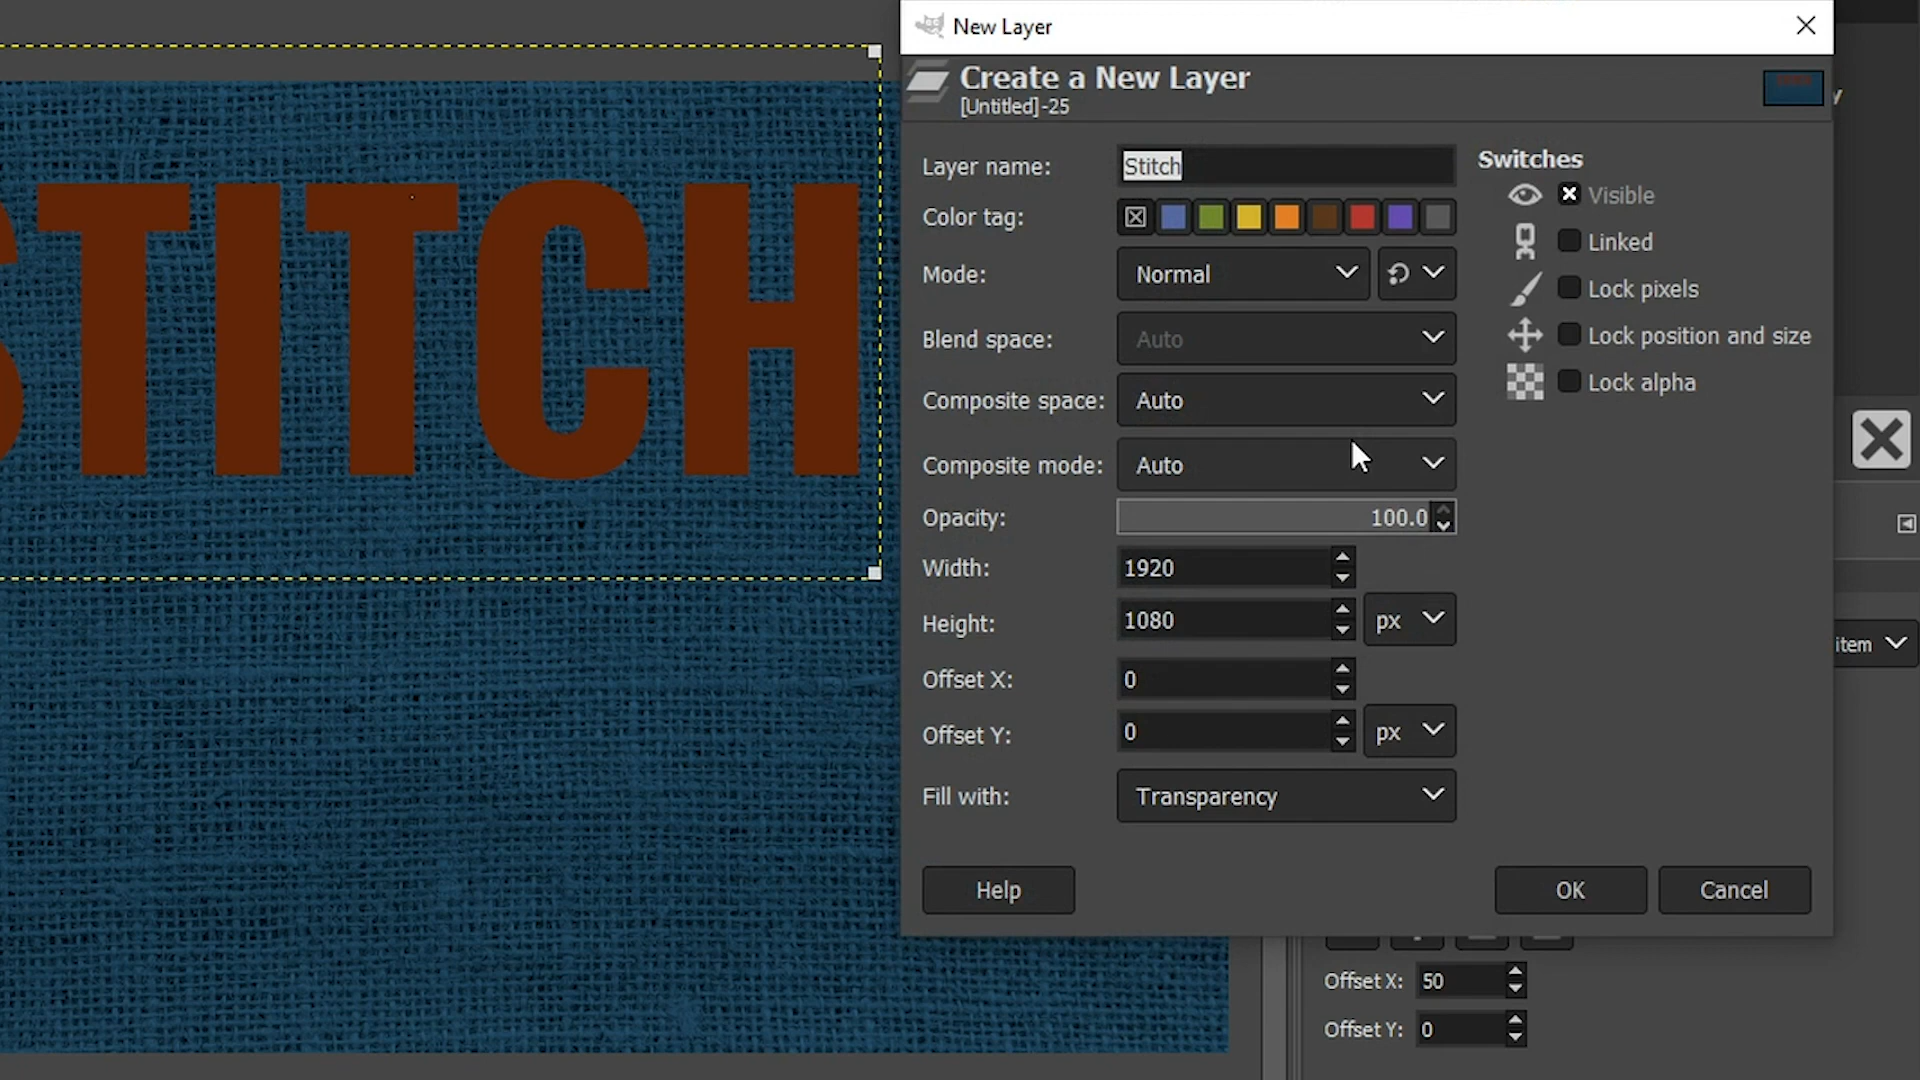 New Layer
Create a New Layer
[Untitled]-25
STITCH
Layer name: Stitch
Color tag:
Mode: Normal
Blend space: Auto
Composite space: Auto
Composite mode: Auto
Opacity: 100.0
Width: 1920
Height: 1080 px
Offset X: 0
Offset Y: 0 px
Fill with: Transparency
Switches
Visible
Linked
Lock pixels
Lock position and size
Lock alpha
Help OK Cancel
item
Offset X: 50
Offset Y: 0